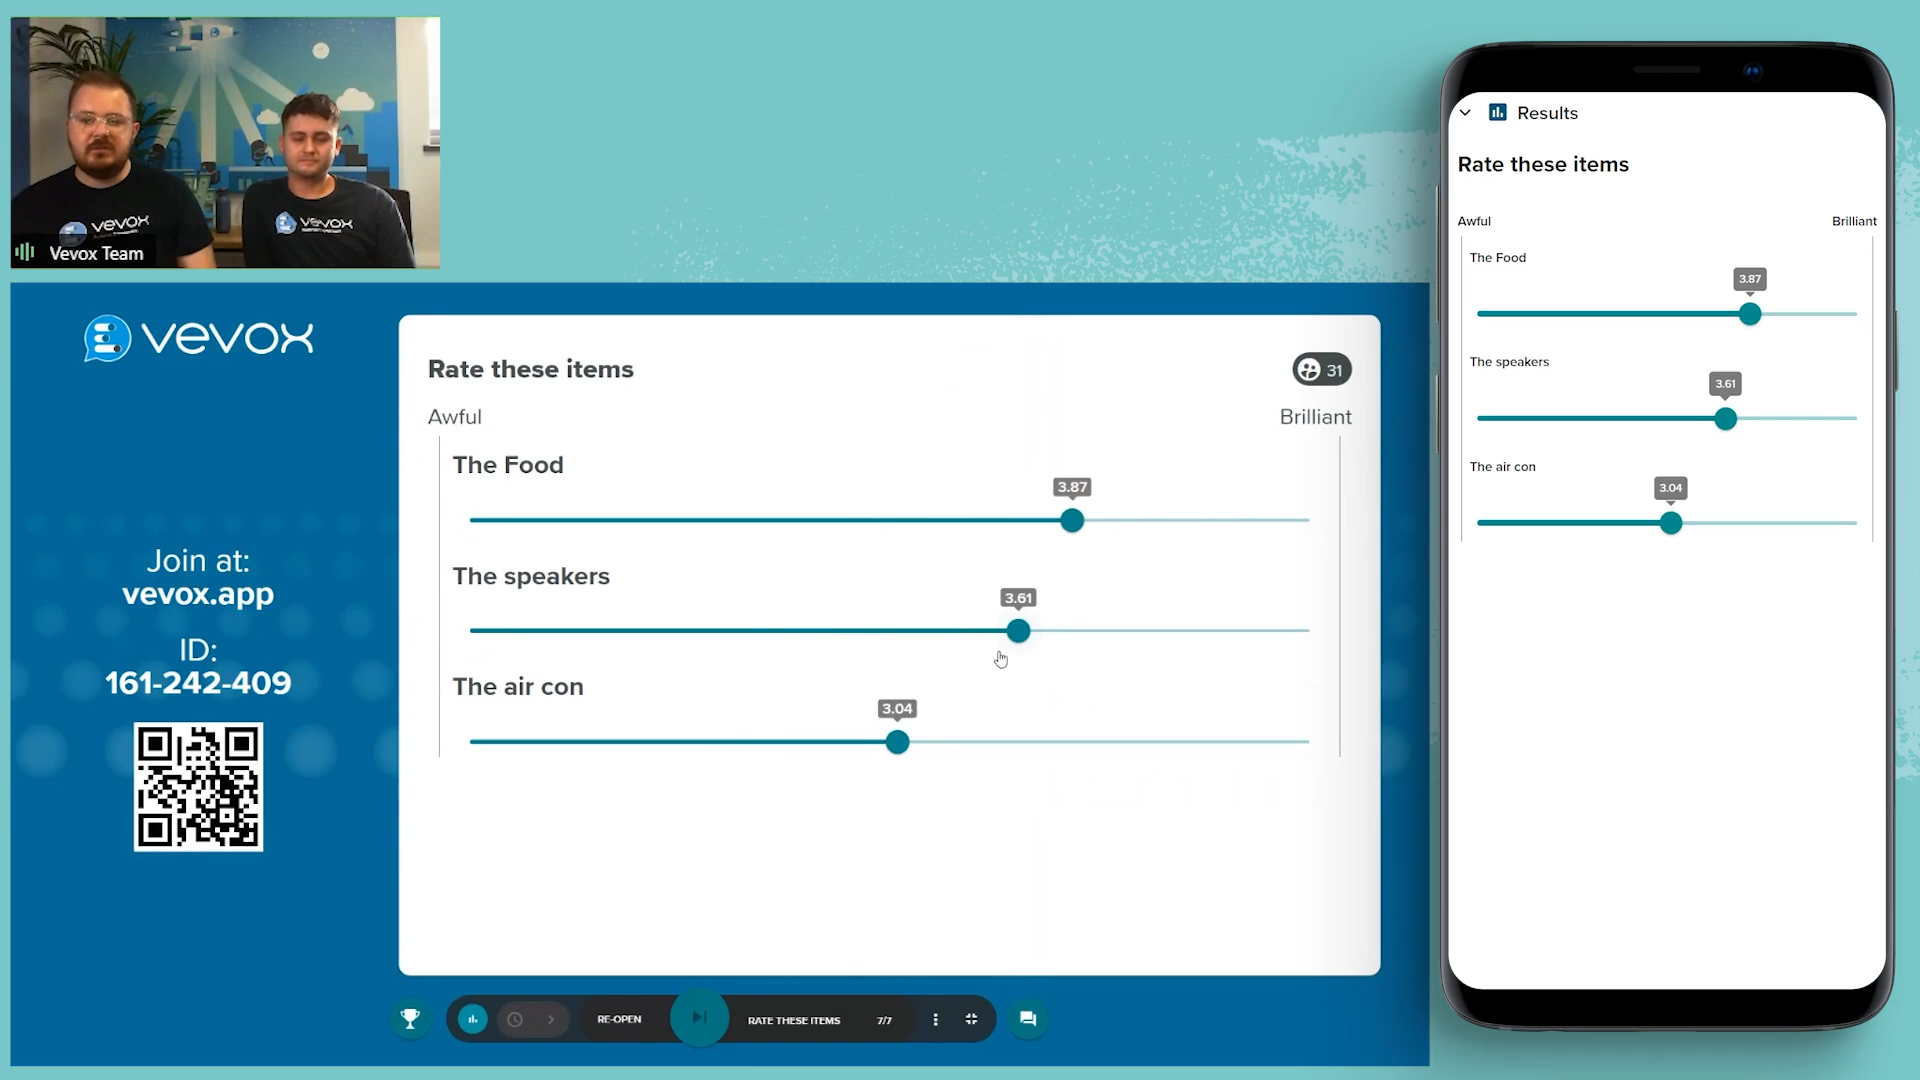 vevox
vevox
Vevox Team
vevox
Join at:
vevox.app
ID:
161-242-409
Rate these items
31
Awful
Brilliant
The Food
3.87
The speakers
3.61
The air con
3.04
RE-OPEN
RATE THESE ITEMS
7/7
Results
Rate these items
Awful
Brilliant
The Food
3.87
The speakers
3.61
The air con
3.04